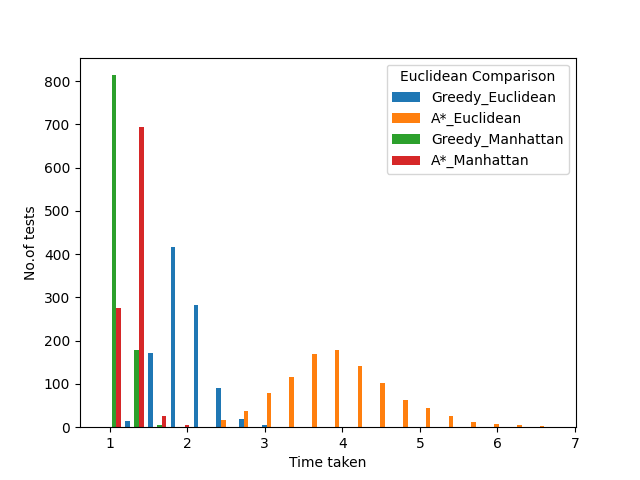 Euclidean Comparison
Greedy_Euclidean
A*_Euclidean
Greedy_Manhattan
A*_Manhattan
No.of tests
800
700
600
500
400
300
200
100
0
1 2 3 4 5 6 7
Time taken